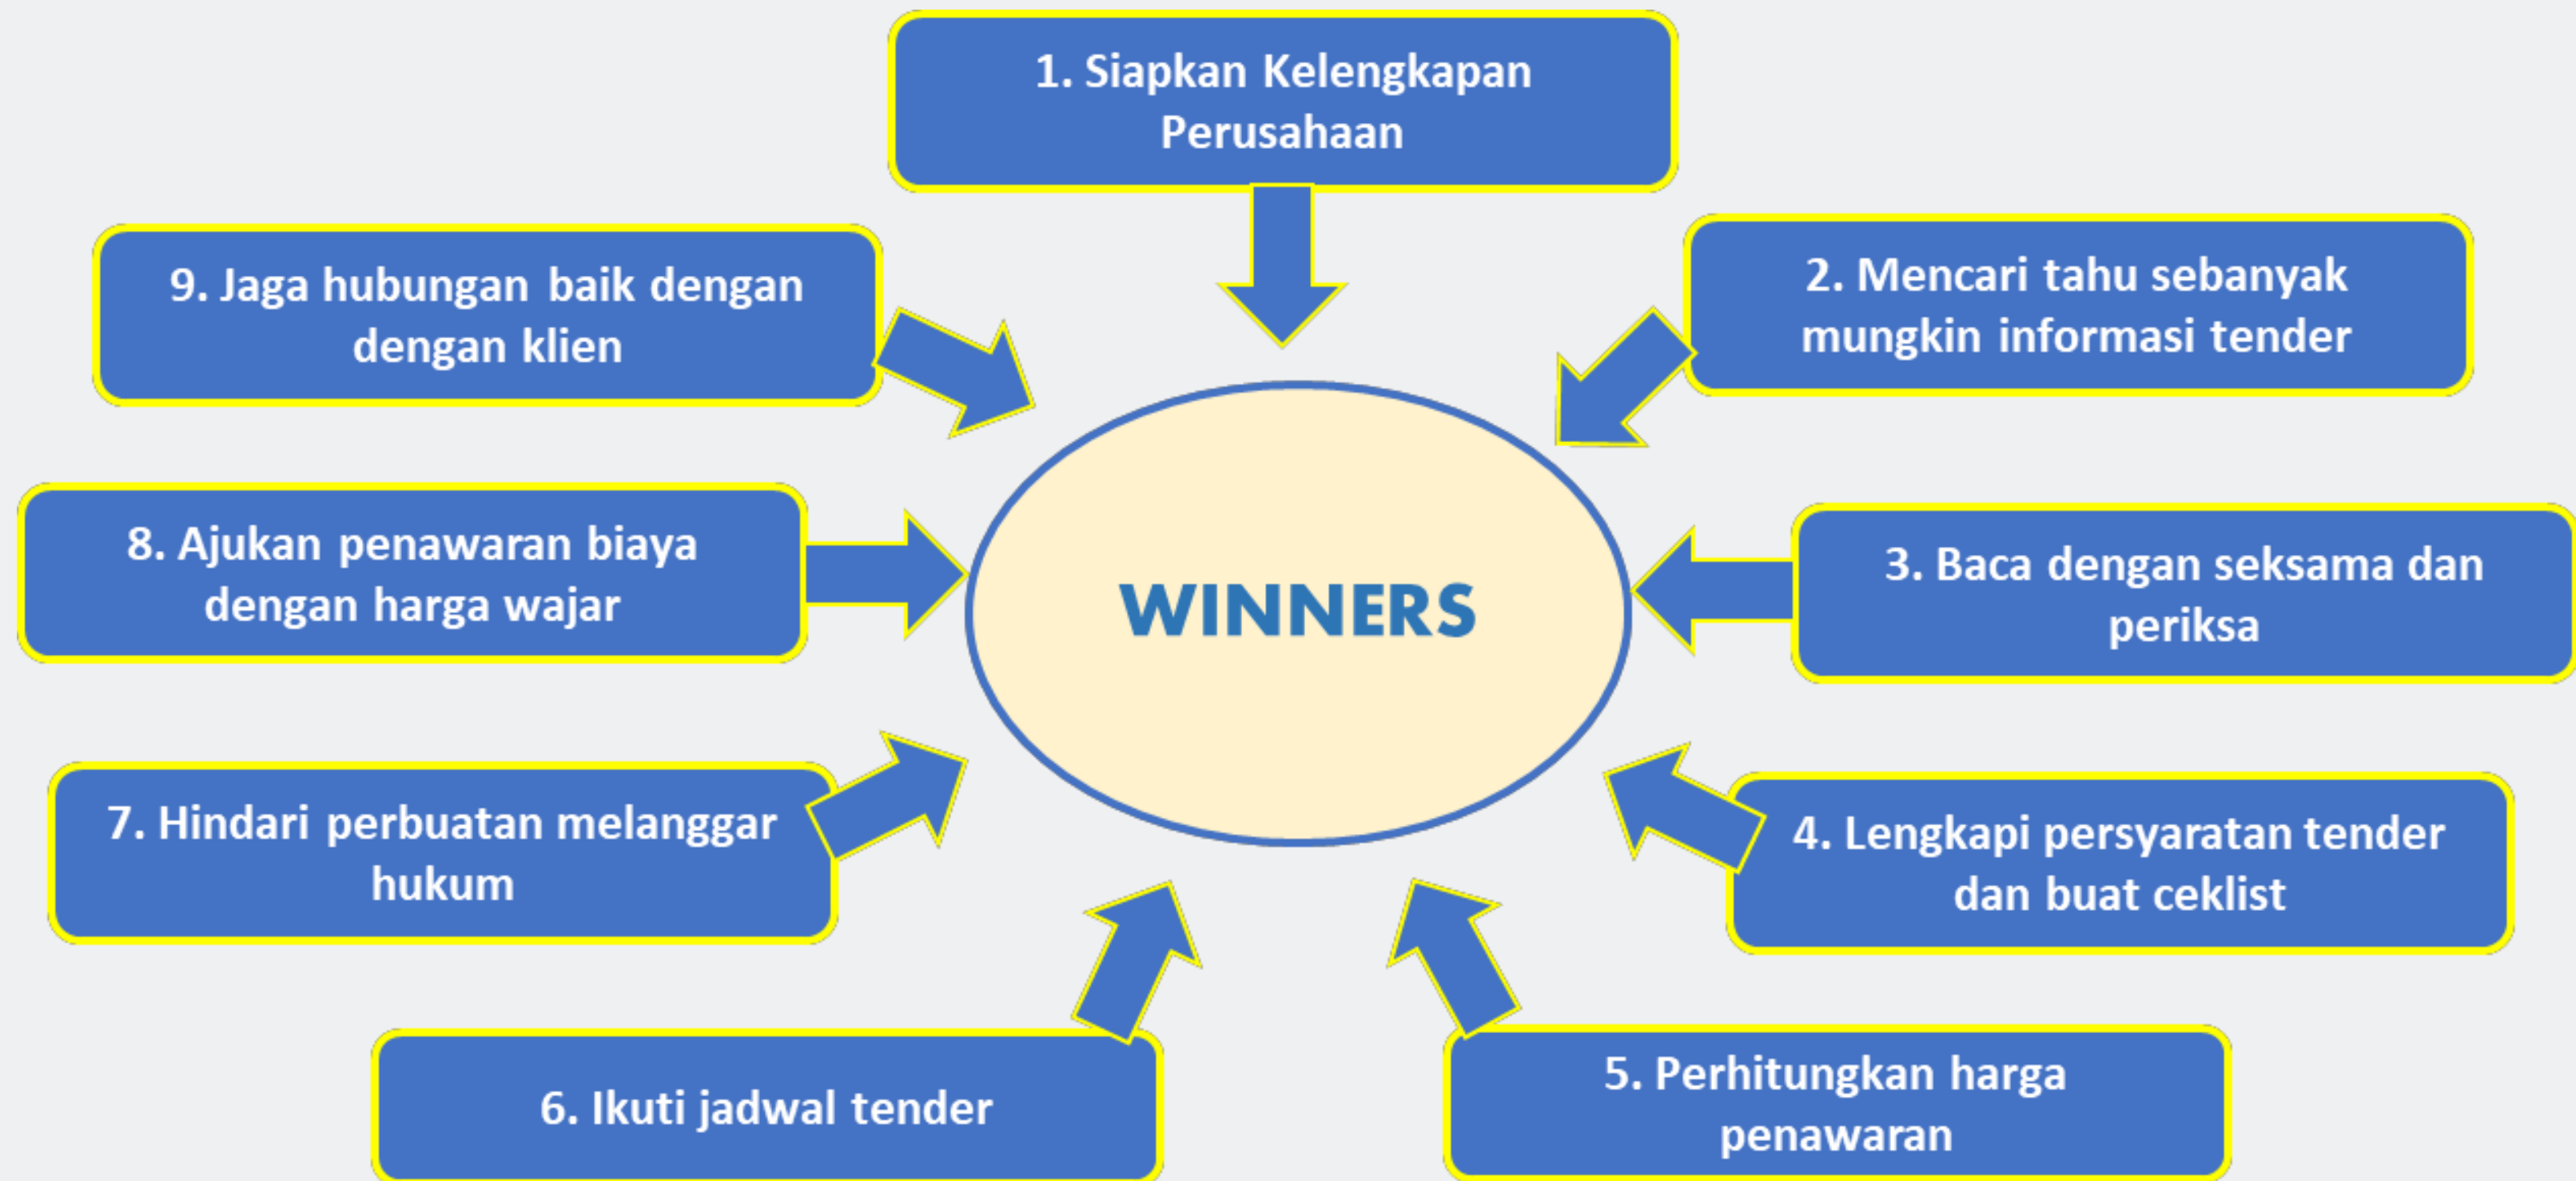 1. Siapkan Kelengkapan
Perusahaan
2. Mencari tahu sebanyak
mungkin informasi tender
3. Baca dengan seksama dan
periksa
4. Lengkapi persyaratan tender
dan buat ceklist
5. Perhitungkan harga
penawaran
6. Ikuti jadwal tender
7. Hindari perbuatan melanggar
hukum
8. Ajukan penawaran biaya
dengan harga wajar
9. Jaga hubungan baik dengan
dengan klien
WINNERS